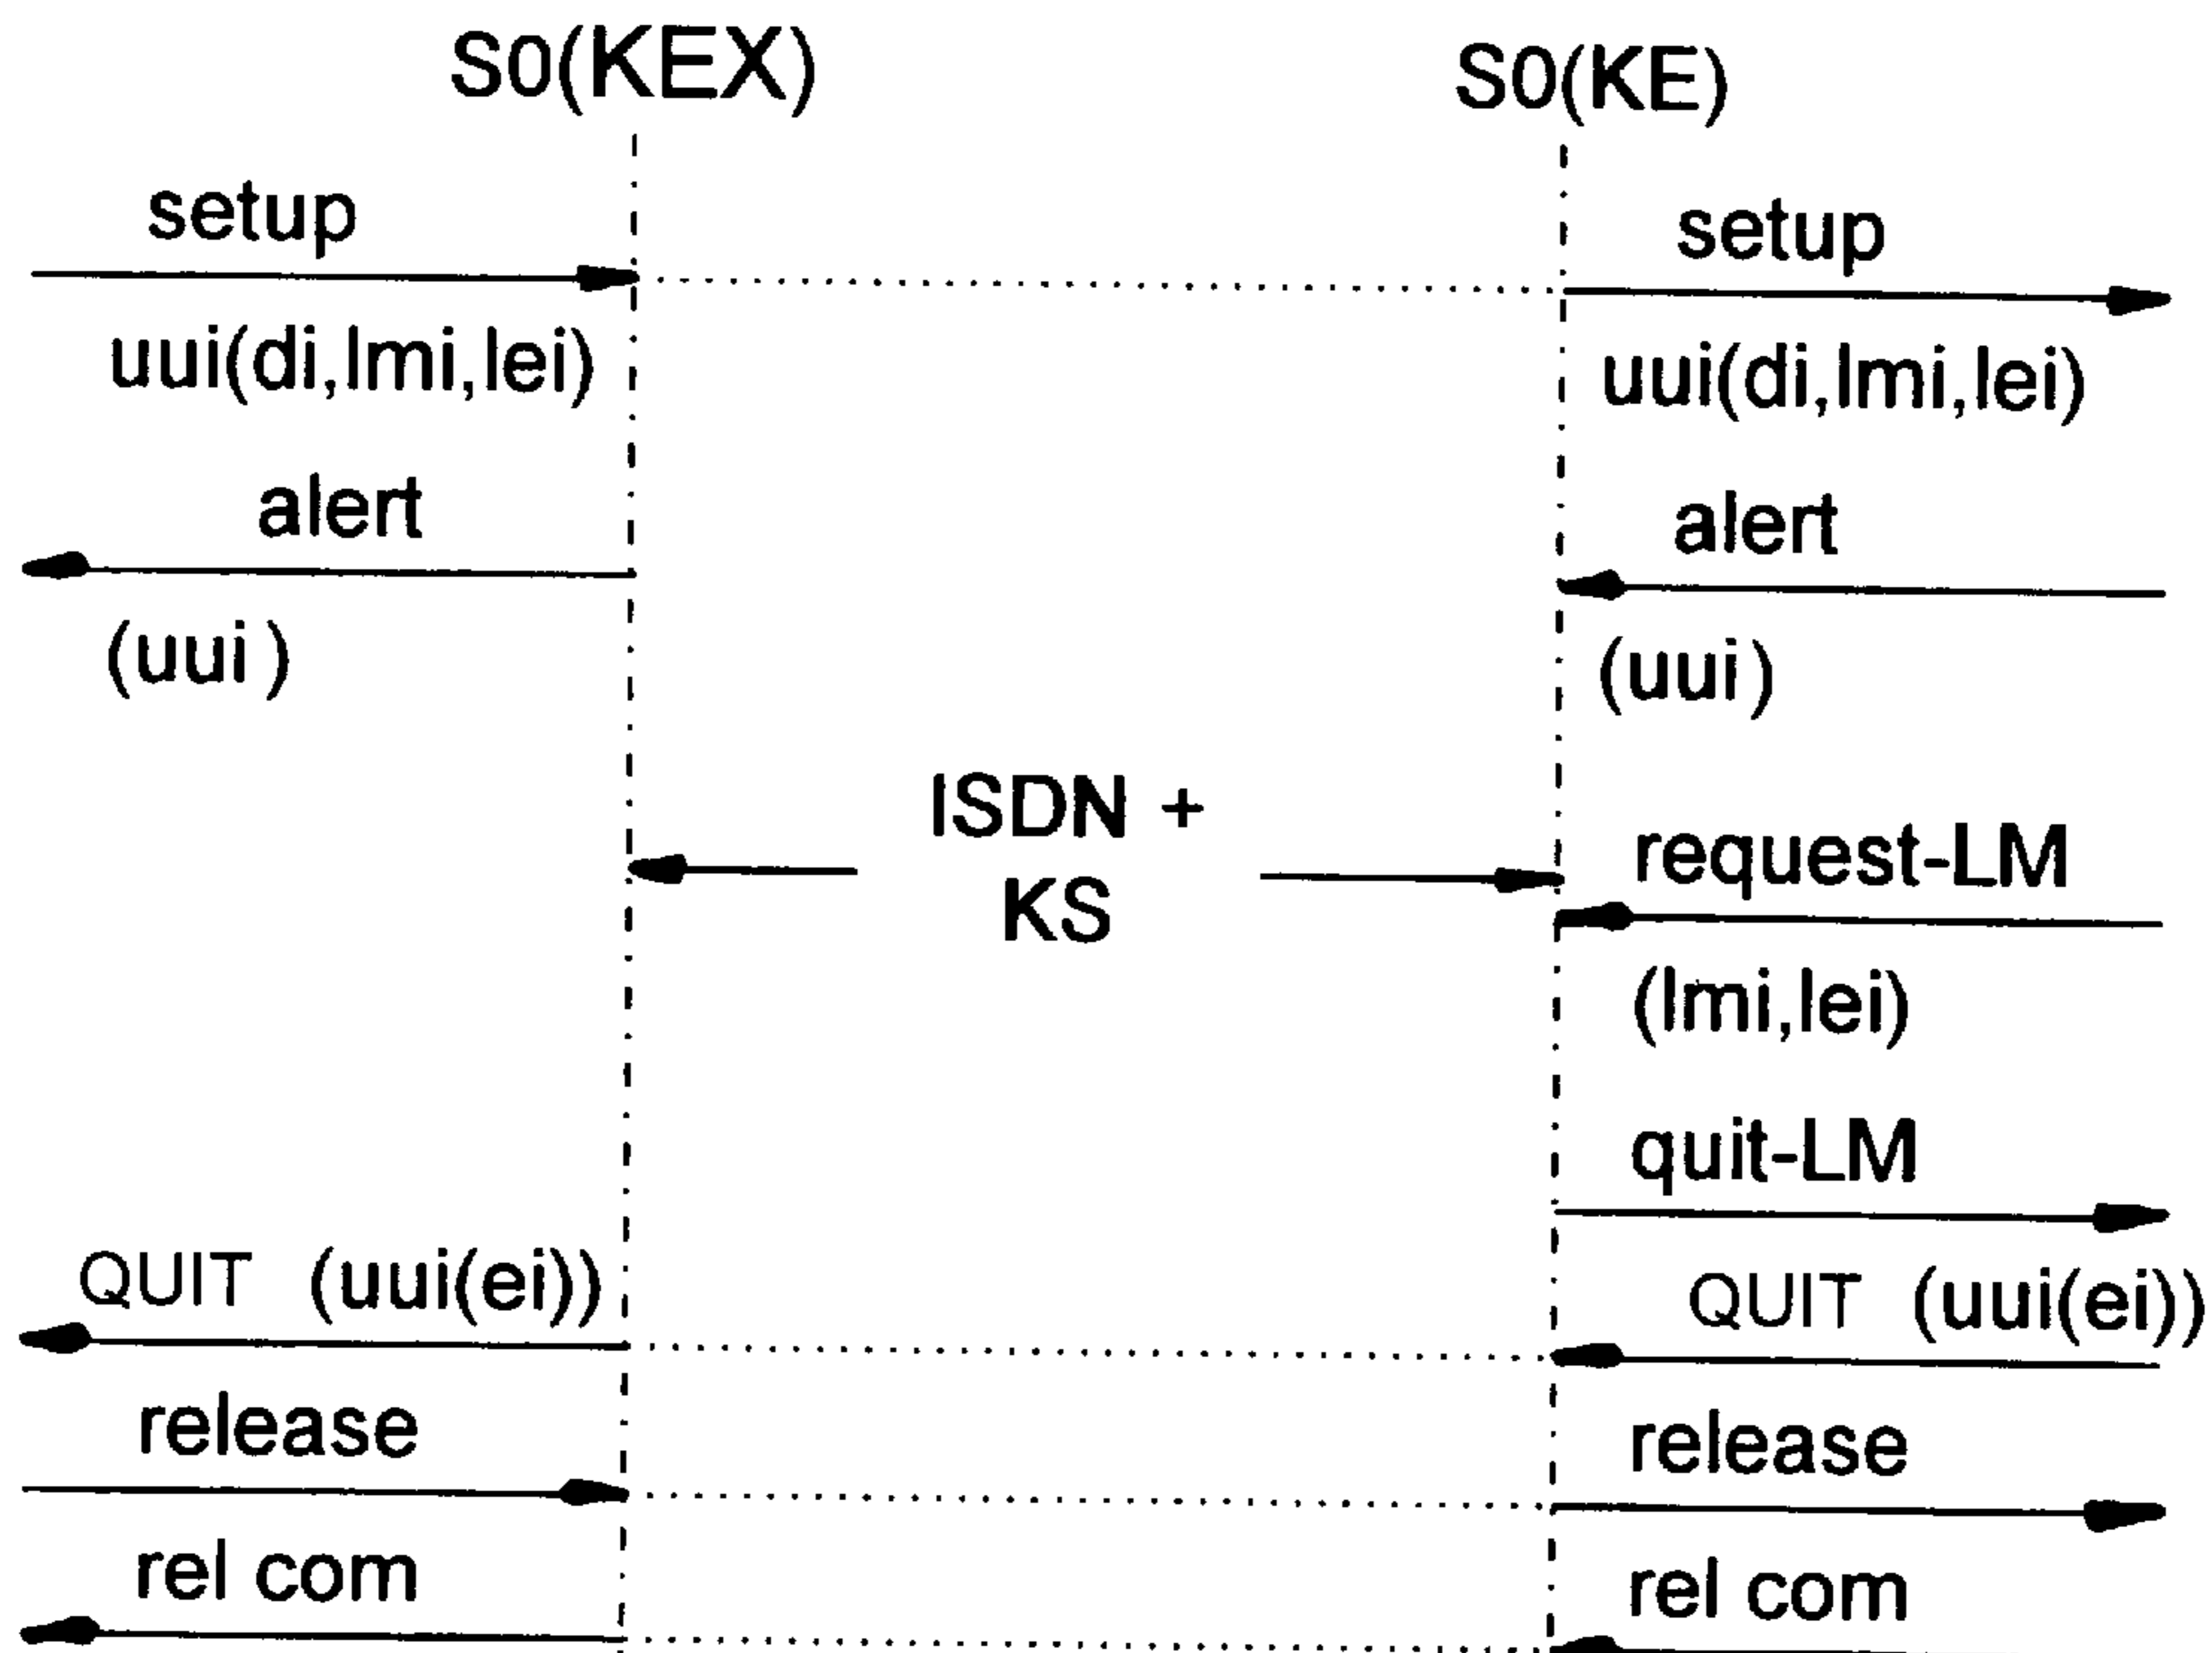 S0(KEX)
S0(KE)
setup
setup
uui(di,lmi,lei)
uui(di,lmi,lei)
alert
alert
(uui )
(uui )
ISDN +
KS
request-LM
(lmi,lei)
quit-LM
QUIT (uui(ei))
QUIT (uui(ei))
release
release
rel com
rel com